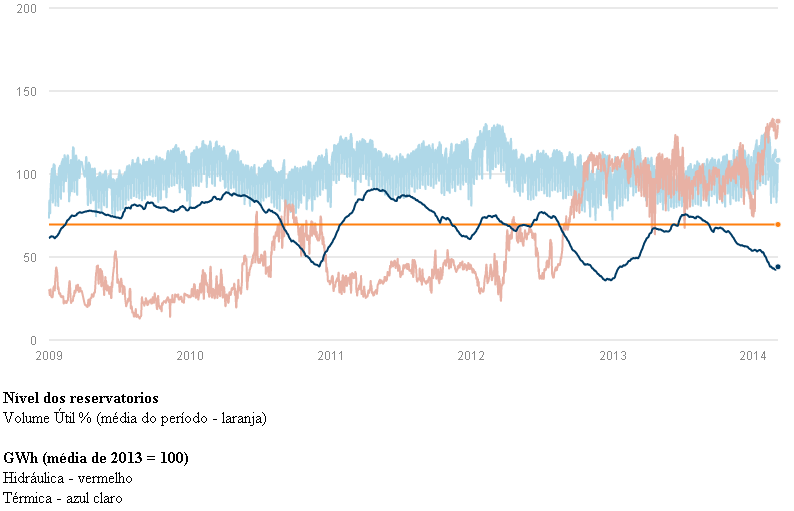 200
150
100
50
0
2009 2010 2011 2012 2013 2014
Nível dos reservatorios
Volume Útil % (média do período - laranja)
GWh (média de 2013 = 100)
Hidráulica - vermelho
Térmica - azul claro